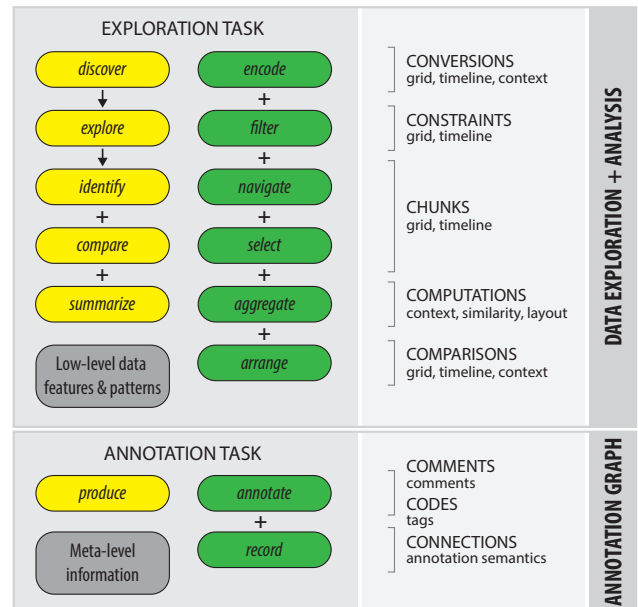 EXPLORATION TASK
discover
encode
CONVERSIONS
grid, timeline, context
+
explore
filter
CONSTRAINTS
grid, timeline
+
identify
navigate
+
+
CHUNKS
grid, timeline
compare
select
+
+
summarize
aggregate
COMPUTATIONS
context, similarity, layout
+
Low-level data
features & patterns
arrange
COMPARISONS
grid, timeline, context
DATA EXPLORATION + ANALYSIS
ANNOTATION TASK
produce
annotate
COMMENTS
comments
CODES
tags
+
Meta-level
information
record
CONNECTIONS
annotation semantics
ANNOTATION GRAPH